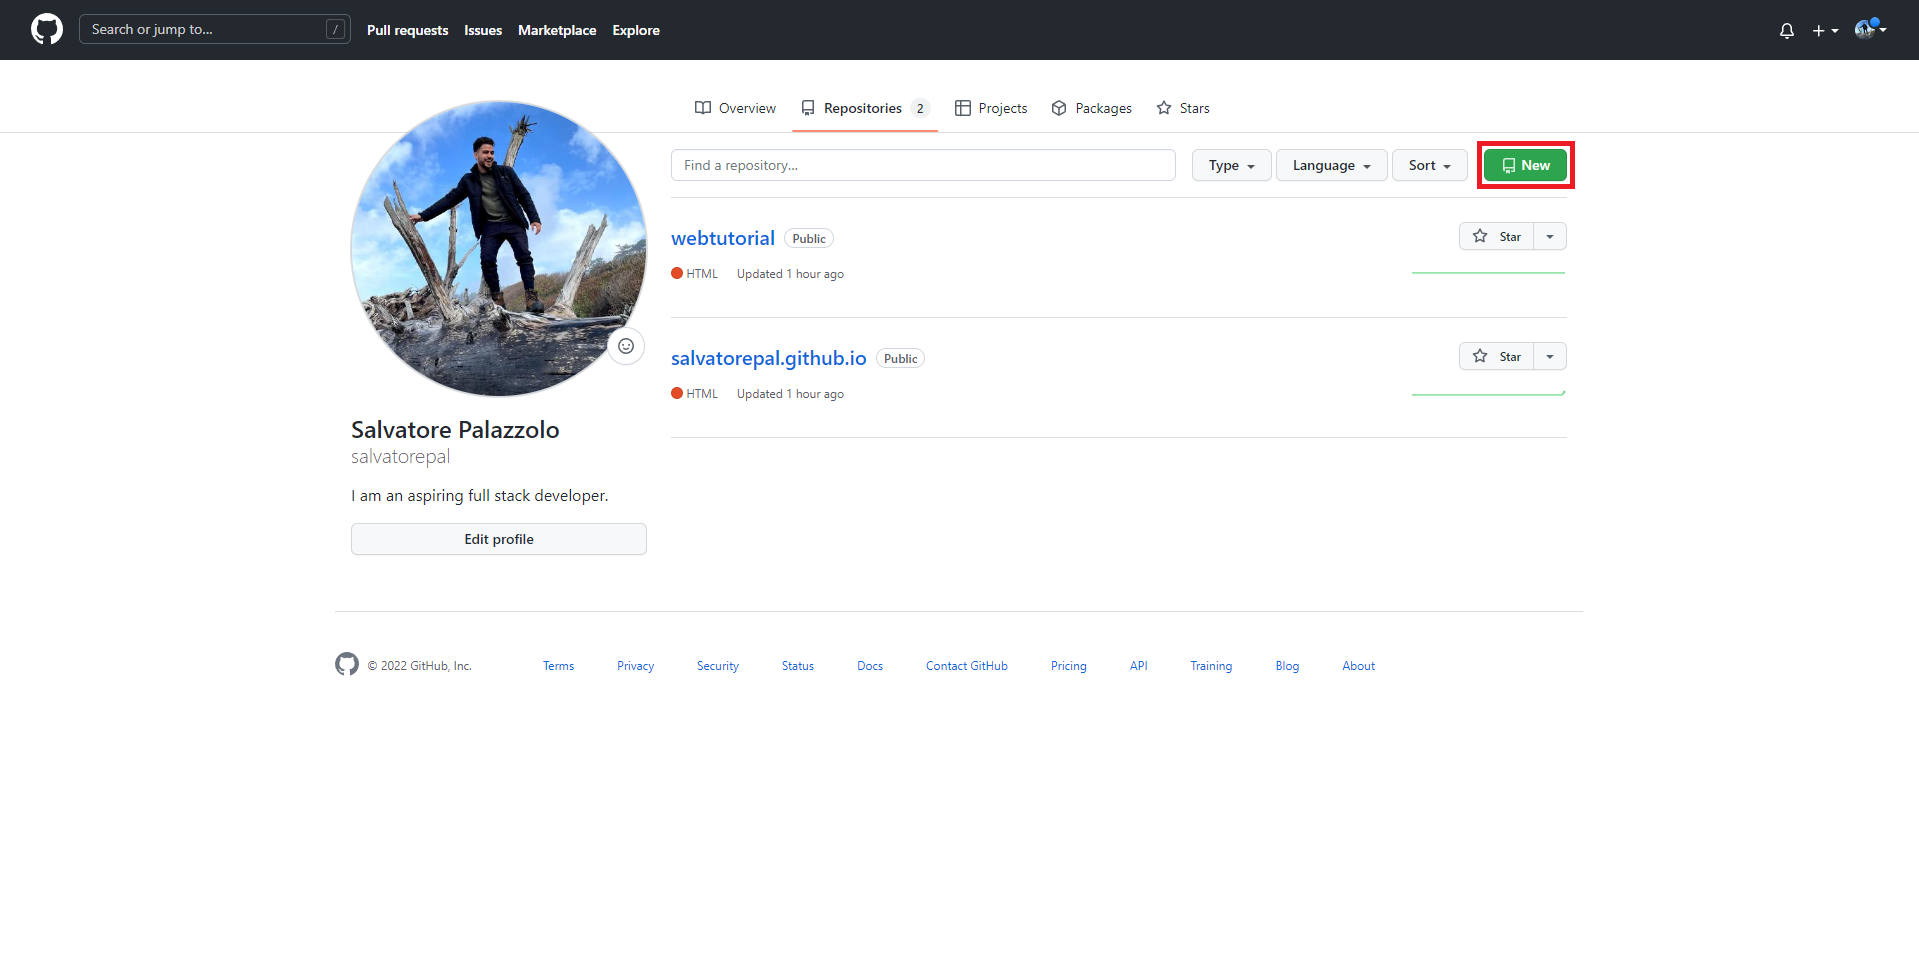 Search or jump to... / Pull requests Issues Marketplace Explore
Overview Repositories 2 Projects Packages Stars
Find a repository... Type Language Sort New
webtutorial Public Star
HTML Updated 1 hour ago
salvatorepal.github.io Public Star
HTML Updated 1 hour ago
Salvatore Palazzolo
salvatorepal
I am an aspiring full stack developer.
Edit profile
© 2022 GitHub, Inc. Terms Privacy Security Status Docs Contact GitHub Pricing API Training Blog About